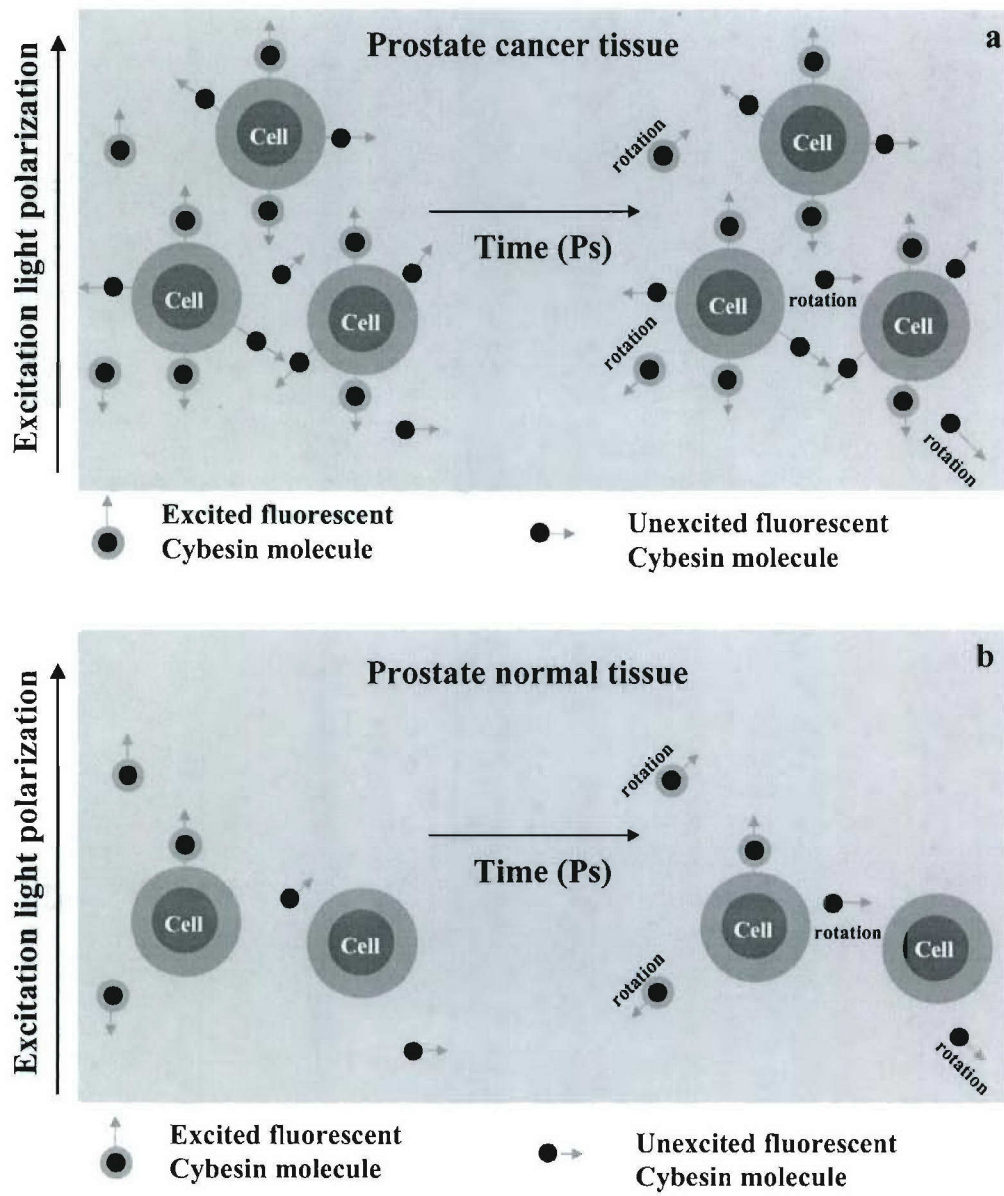 Excitation light polarization
Prostate cancer tissue
a
Cell
Cell
Cell
Time (Ps)
rotation
Cell
Cell
rotation
Cell
rotation
rotation
Excited fluorescent
Cybesin molecule
Unexcited fluorescent
Cybesin molecule
Excitation light polarization
Prostate normal tissue
b
Cell
Cell
Time (Ps)
rotation
Cell
rotation
Cell
rotation
rotation
Excited fluorescent
Cybesin molecule
Unexcited fluorescent
Cybesin molecule